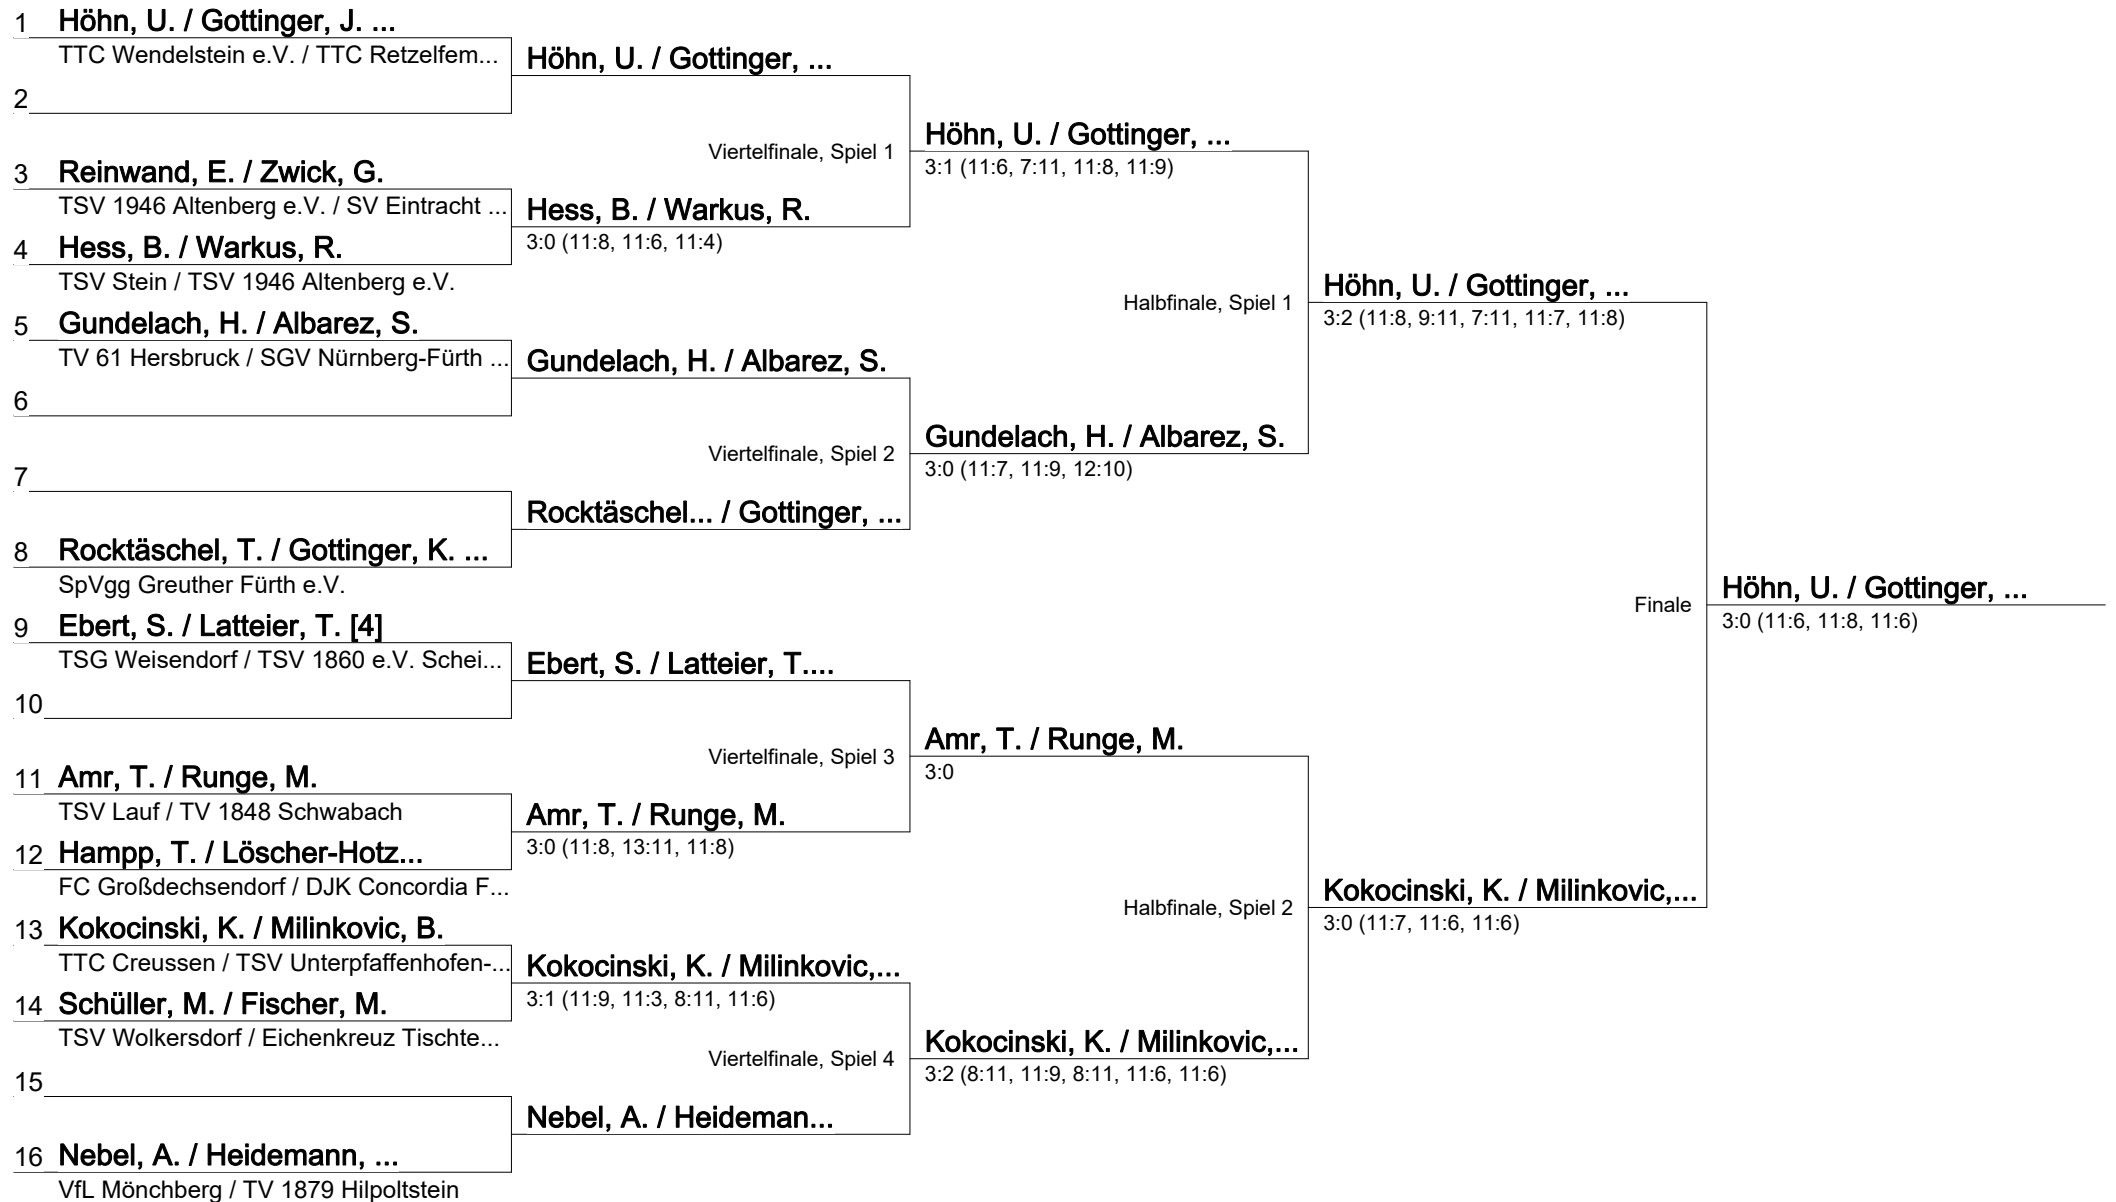 1 Höhn, U. / Gottinger, J. ...
TTC Wendelstein e.V. / TTC Retzelfem...
2
3 Reinwand, E. / Zwick, G.
TSV 1946 Altenberg e.V. / SV Eintracht ...
4 Hess, B. / Warkus, R.
TSV Stein / TSV 1946 Altenberg e.V.
5 Gundelach, H. / Albarez, S.
TV 61 Hersbruck / SGV Nürnberg-Fürth ...
6
7
8 Rocktäschel, T. / Gottinger, K. ...
SpVgg Greuther Fürth e.V.
9 Ebert, S. / Latteier, T. [4]
TSG Weisendorf / TSV 1860 e.V. Schei...
10
11 Amr, T. / Runge, M.
TSV Lauf / TV 1848 Schwabach
12 Hampp, T. / Löscher-Hotz...
FC Großdechsendorf / DJK Concordia F...
13 Kokocinski, K. / Milinkovic, B.
TTC Creussen / TSV Unterpfaffenhofen-...
14 Schüller, M. / Fischer, M.
TSV Wolkersdorf / Eichenkreuz Tischte...
15
16 Nebel, A. / Heidemann, ...
VfL Mönchberg / TV 1879 Hilpoltstein
Höhn, U. / Gottinger, ...
Viertelfinale, Spiel 1
Hess, B. / Warkus, R.
3:0 (11:8, 11:6, 11:4)
Gundelach, H. / Albarez, S.
Viertelfinale, Spiel 2
Rocktäschel... / Gottinger, ...
Ebert, S. / Latteier, T....
Viertelfinale, Spiel 3
Amr, T. / Runge, M.
3:0 (11:8, 13:11, 11:8)
Kokocinski, K. / Milinkovic,...
3:1 (11:9, 11:3, 8:11, 11:6)
Viertelfinale, Spiel 4
Nebel, A. / Heideman...
Höhn, U. / Gottinger, ...
3:1 (11:6, 7:11, 11:8, 11:9)
Halbfinale, Spiel 1
Gundelach, H. / Albarez, S.
3:0 (11:7, 11:9, 12:10)
Amr, T. / Runge, M.
3:0
Halbfinale, Spiel 2
Kokocinski, K. / Milinkovic,...
3:2 (8:11, 11:9, 8:11, 11:6, 11:6)
Höhn, U. / Gottinger, ...
3:2 (11:8, 9:11, 7:11, 11:7, 11:8)
Finale
Kokocinski, K. / Milinkovic,...
3:0 (11:7, 11:6, 11:6)
Höhn, U. / Gottinger, ...
3:0 (11:6, 11:8, 11:6)